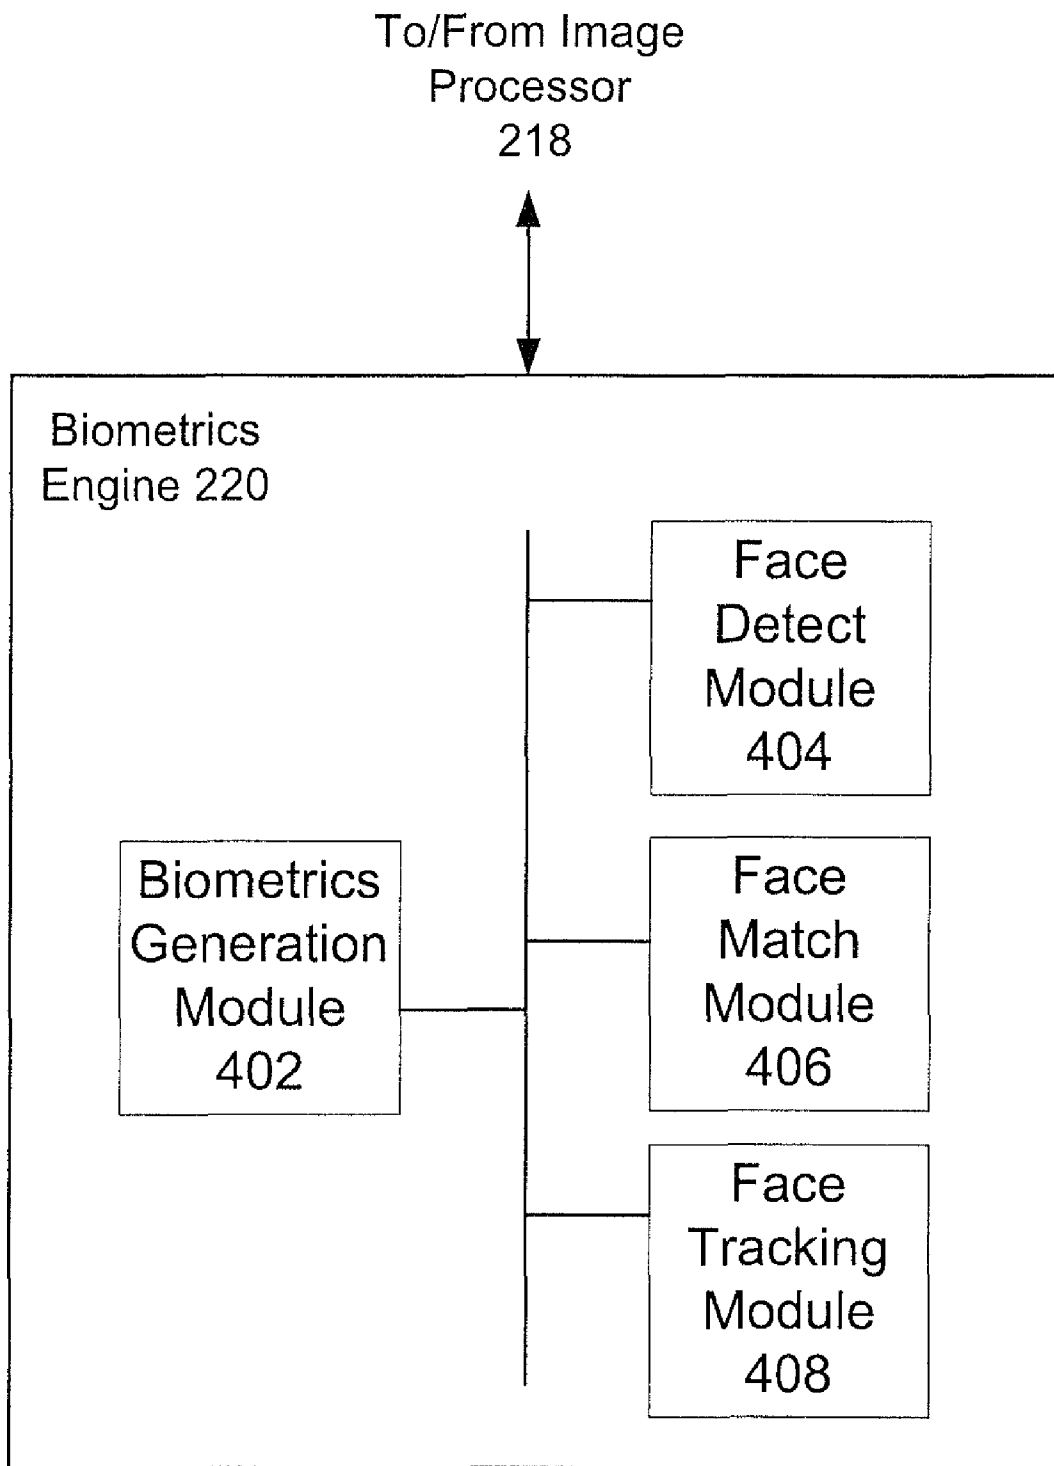 To/From Image
Processor
218
Biometrics
Engine 220
Face
Detect
Module
404
Biometrics
Generation
Module
402
Face
Match
Module
406
Face
Tracking
Module
408